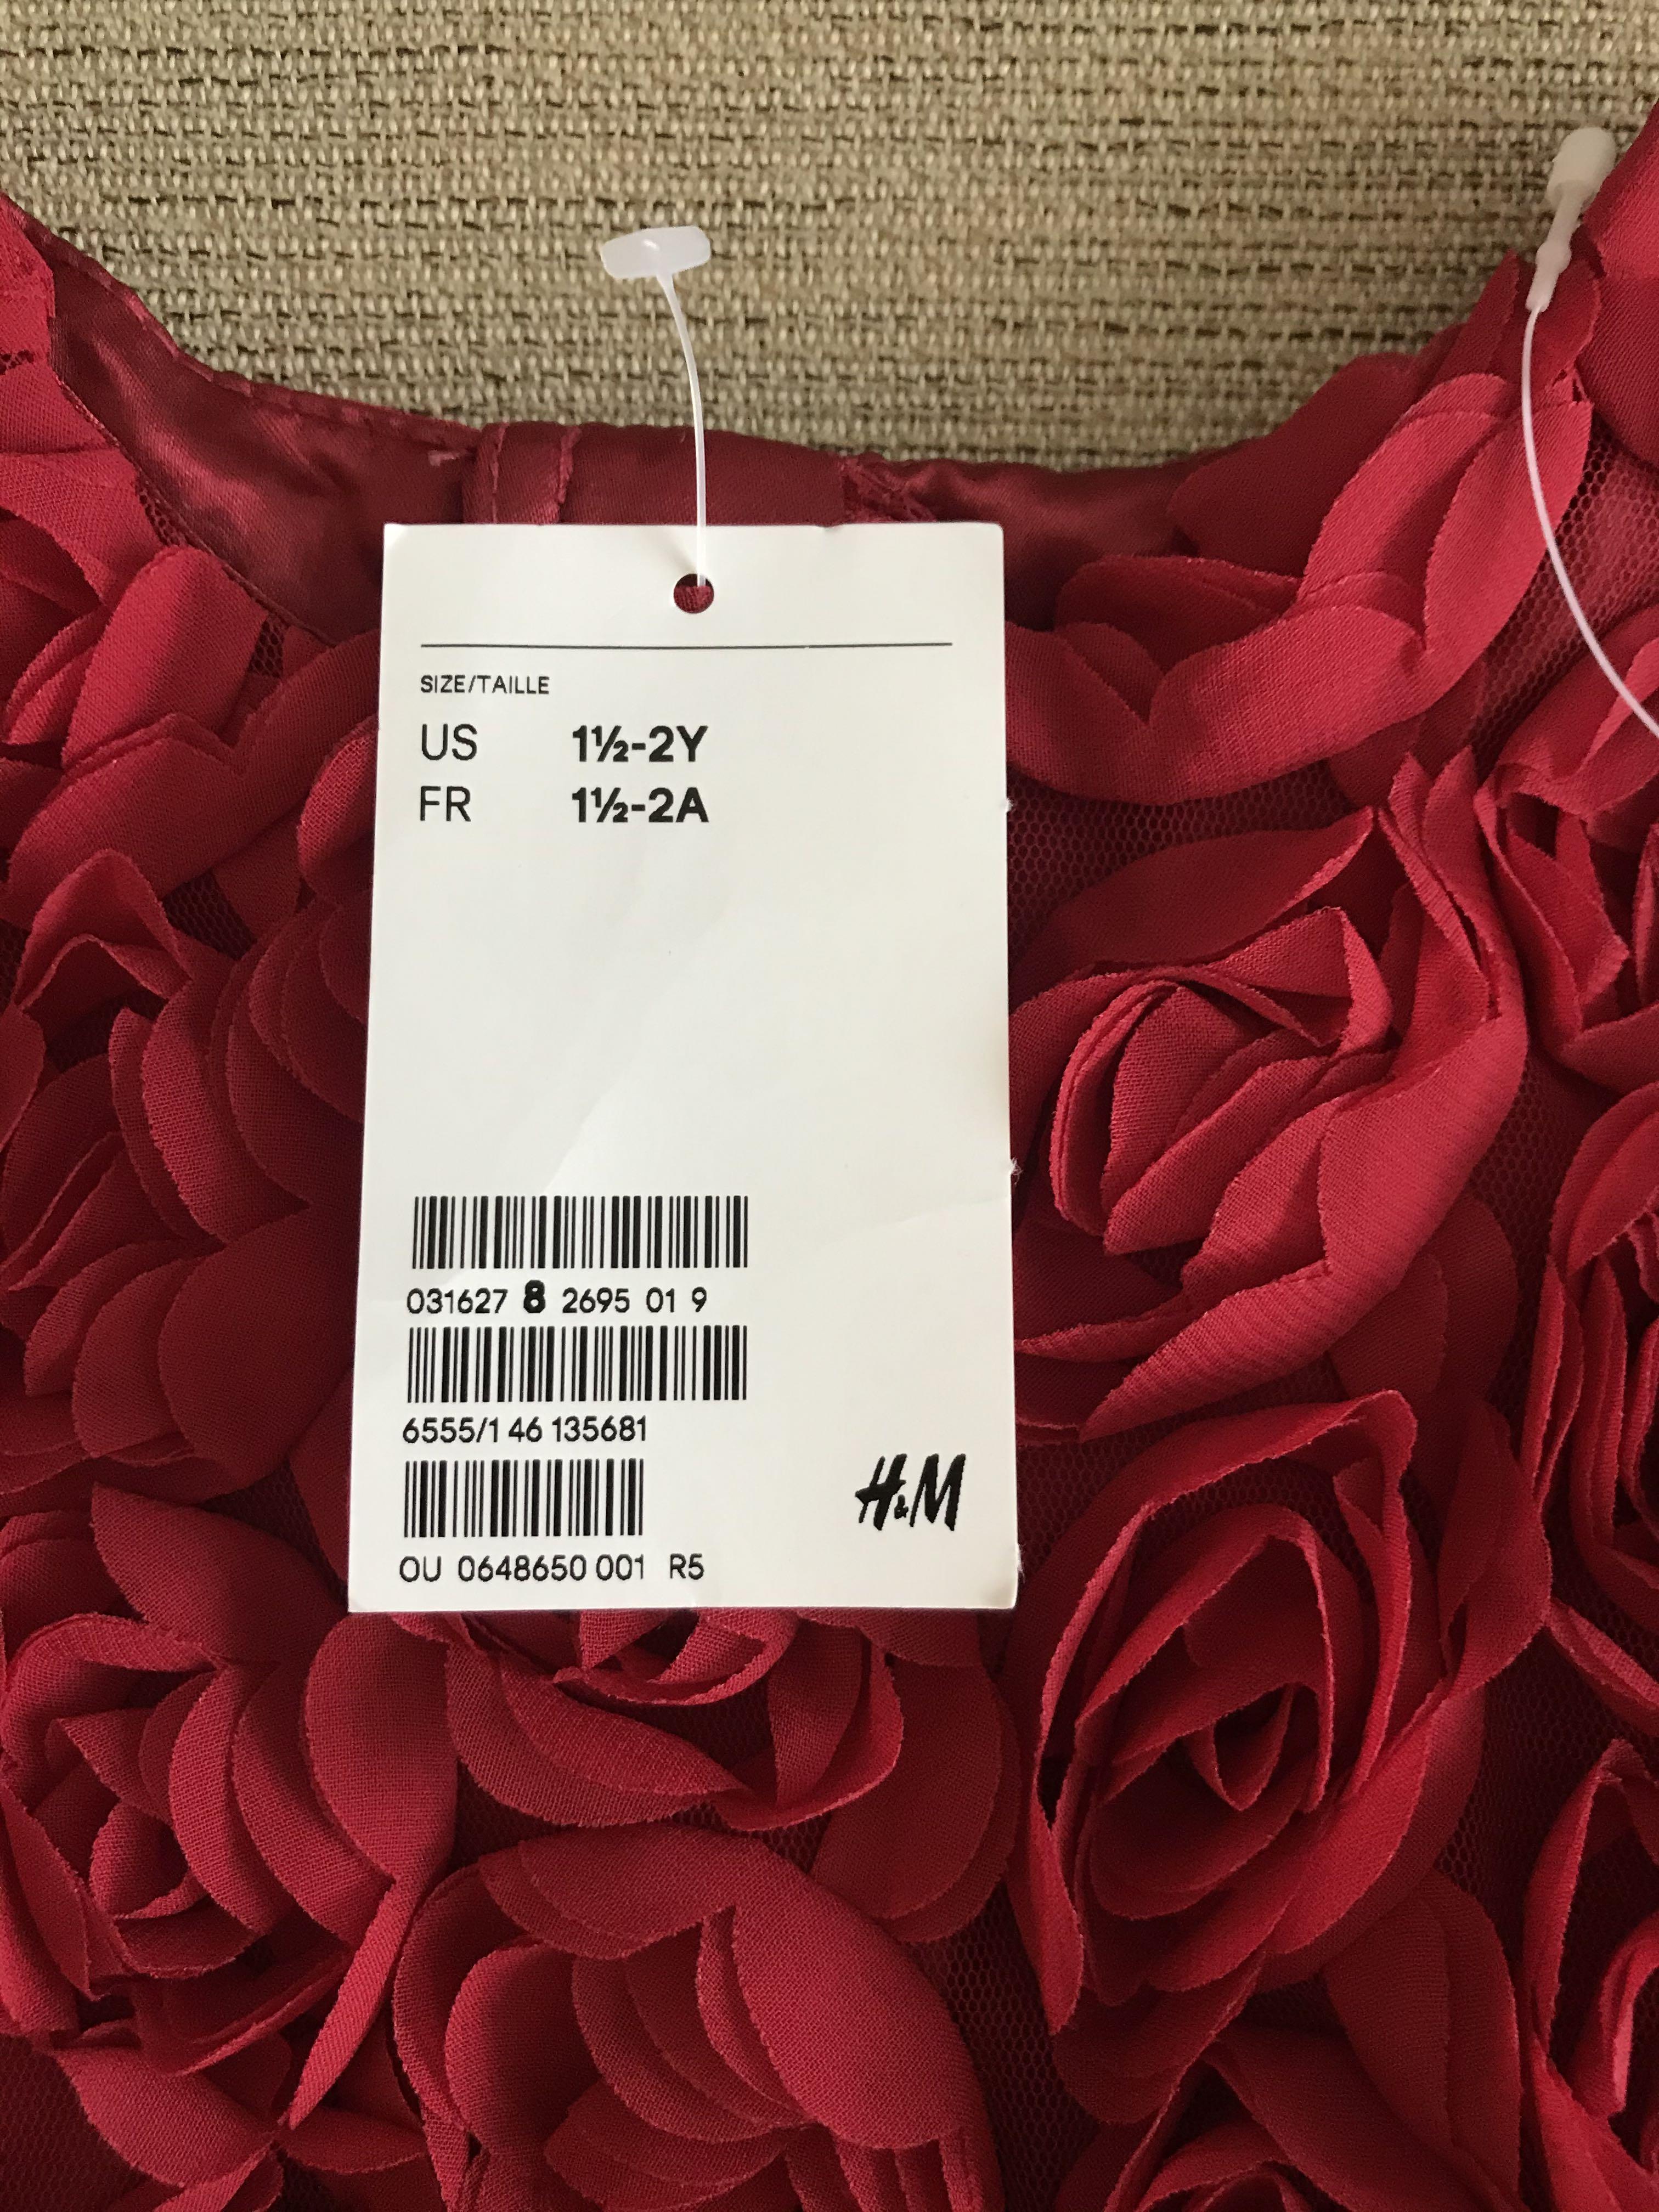 SIZE/TAILLE
US 1½-2Y
FR 1½-2A
031627 8 2695 01 9
6555/1 46 135681
OU 0648650 001 R5
H&M